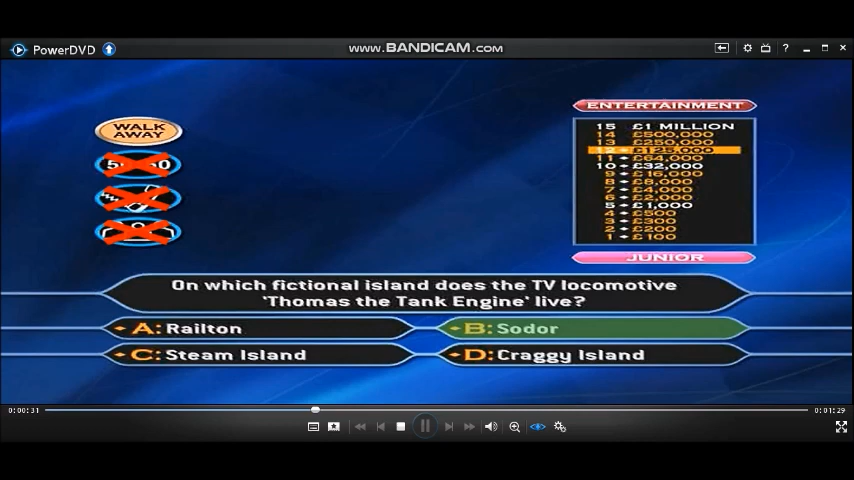 PowerDVD
www.BANDICAM.com
WALK
AWAY
ENTERTAINMENT
15 £1 MILLION
14 £500,000
13 £250,000
12 £125,000
11 £64,000
10 £32,000
9 £16,000
8 £8,000
7 £4,000
6 £2,000
5 £1,000
4 £500
3 £300
2 £200
1 £100
JUNIOR
On which fictional island does the TV locomotive
'Thomas the Tank Engine' live?
A: Railton
B: Sodor
C: Steam Island
D: Craggy Island
0:00:31
0:01:29